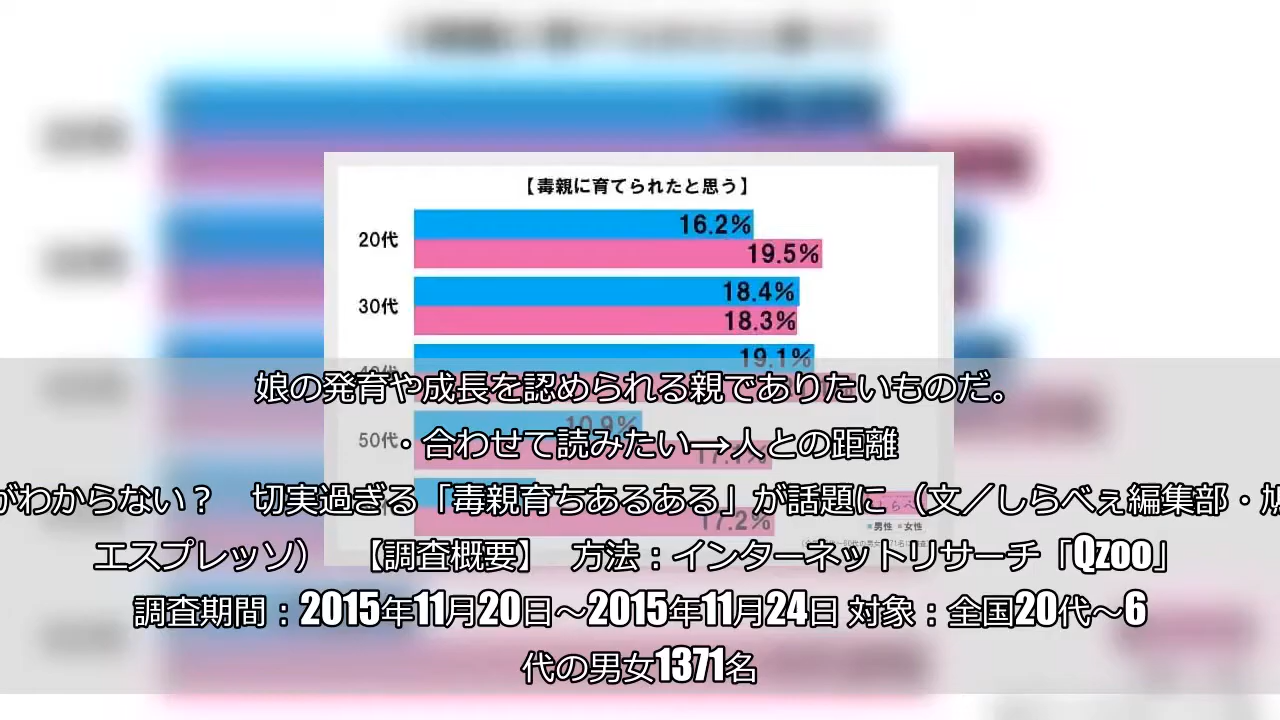 【毒親に育てられたと思う】
20代
16.2%
19.5%
30代
18.4%
18.3%
19.1%
50代
10.9%
17.1%
17.2%
■男性 ■女性
娘の発育や成長を認められる親でありたいものだ。
・合わせて読みたい→人との距離
がわからない？　切実過ぎる「毒親育ちあるある」が話題に （文／しらべぇ編集部・鳩
エスプレッソ）　【調査概要】　方法：インターネットリサーチ「Qzoo」
調査期間：2015年11月20日～2015年11月24日 対象：全国20代～6
代の男女1371名